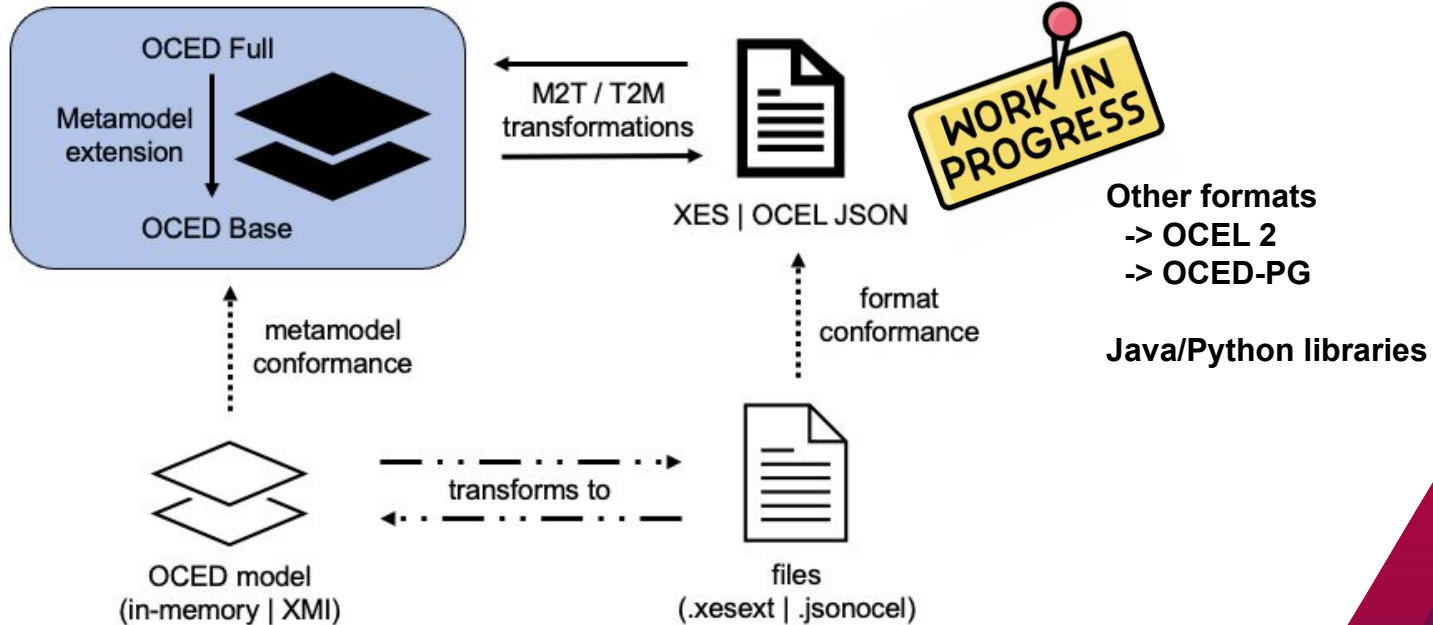 OCED Full
Metamodel
extension
OCED Base
M2T / T2M
transformations
XES | OCEL JSON
WORK IN
PROGRESS
Other formats
-> OCEL 2
-> OCED-PG
Java/Python libraries
metamodel
conformance
format
conformance
transforms to
OCED model
(in-memory | XMI)
files
(.xesext | .jsonocel)